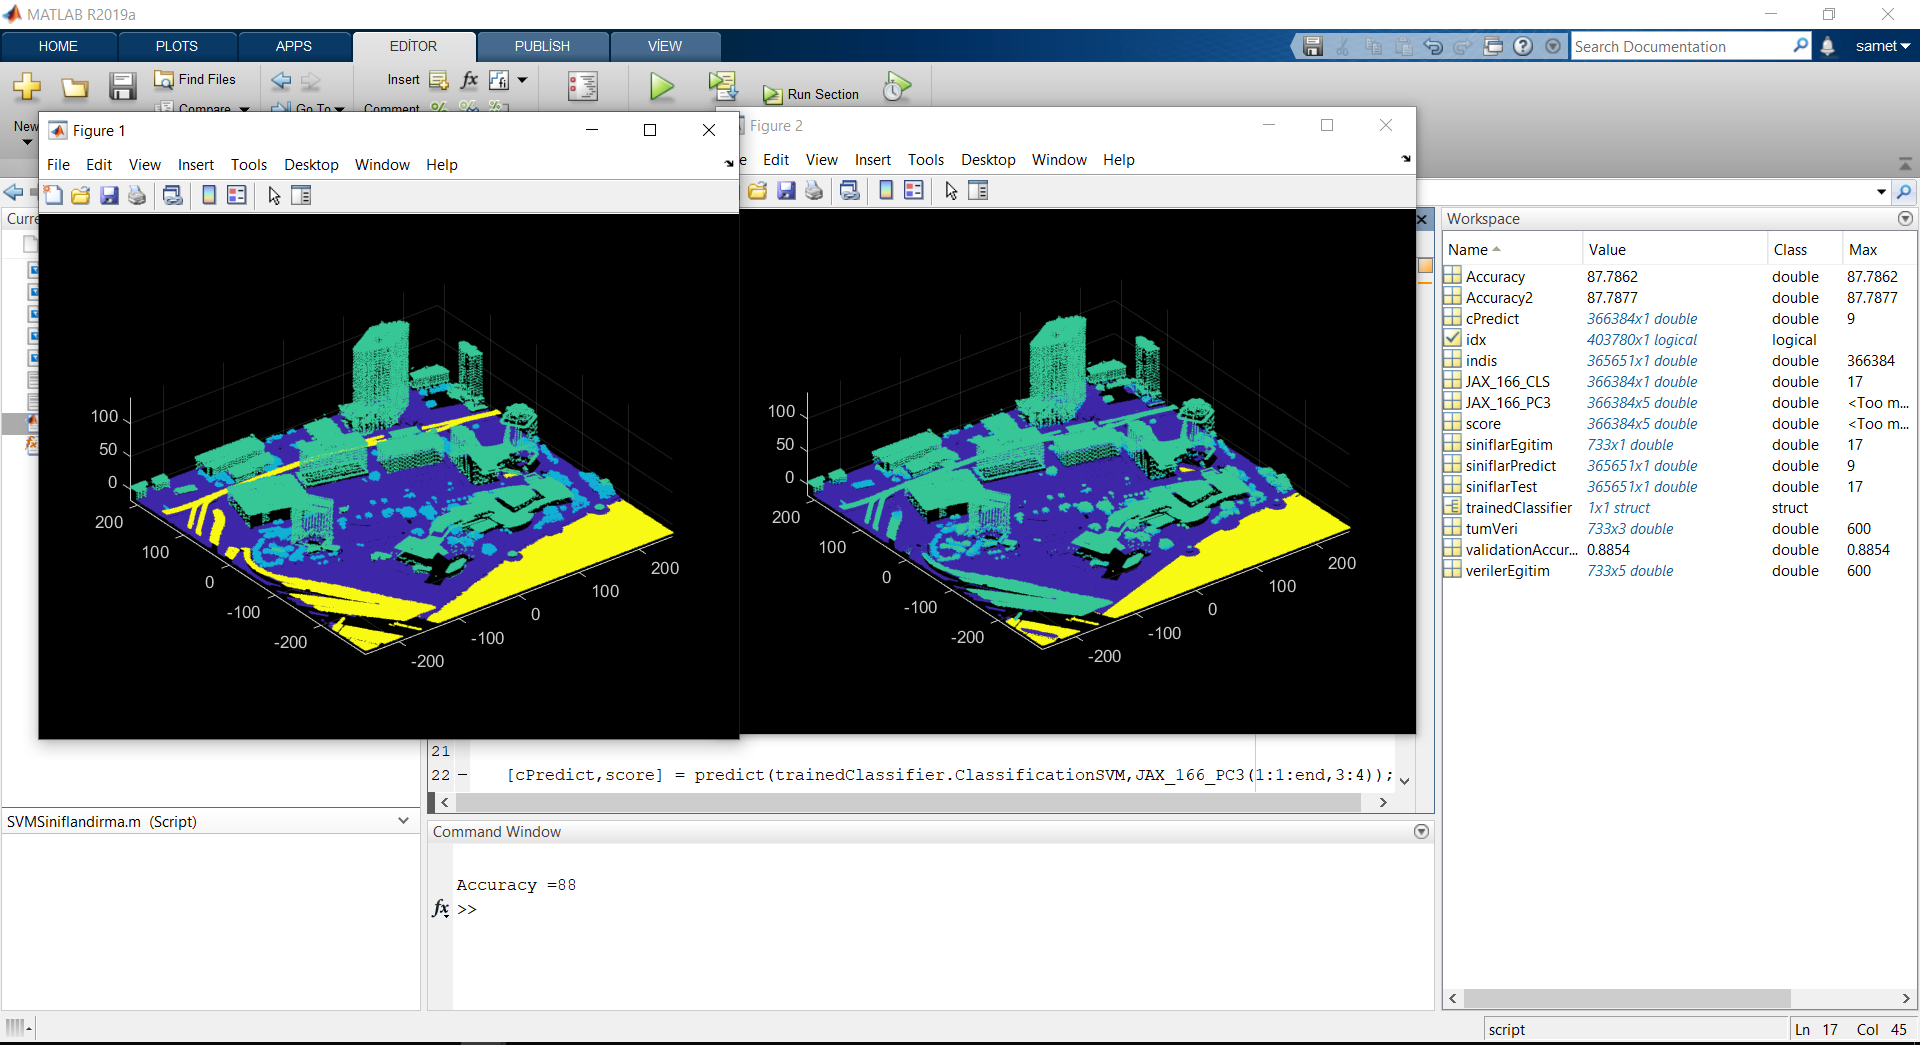 MATLAB R2019a
HOME PLOTS APPS EDİTOR PUBLİSH VİEW
Search Documentation
samet
New
Find Files
Compare
Go To
Insert fx
Comment
Run Section
Figure 1
File Edit View Insert Tools Desktop Window Help
100
50
0
200
100
0
-100
-200
-200
-100
0
100
200
Figure 2
e Edit View Insert Tools Desktop Window Help
100
50
0
200
100
0
-100
-200
-200
-100
0
100
200
Curre
21
22 – [cPredict,score] = predict(trainedClassifier.ClassificationSVM,JAX_166_PC3(1:1:end,3:4));
SVMSiniflandirma.m (Script)
Command Window
Accuracy =88
fx >>
Workspace
Name Value Class Max
Accuracy 87.7862 double 87.7862
Accuracy2 87.7877 double 87.7877
cPredict 366384x1 double double 9
idx 403780x1 logical logical
indis 365651x1 double double 366384
JAX_166_CLS 366384x1 double double 17
JAX_166_PC3 366384x5 double double <Too m...
score 366384x5 double double <Too m...
siniflarEgitim 733x1 double double 17
siniflarPredict 365651x1 double double 9
siniflarTest 365651x1 double double 17
trainedClassifier 1x1 struct struct
tumVeri 733x3 double double 600
validationAccur... 0.8854 double 0.8854
verilerEgitim 733x5 double double 600
script
Ln 17 Col 45